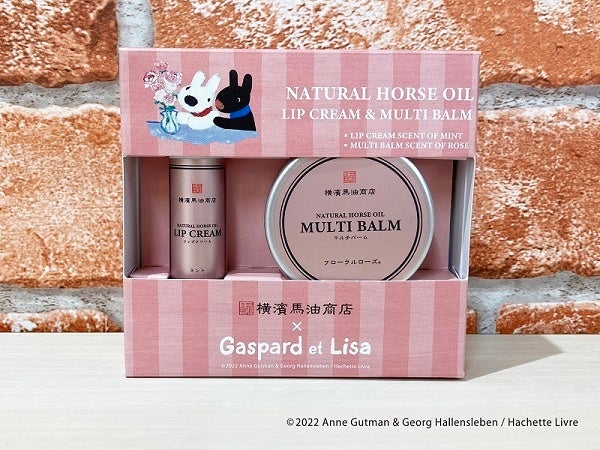 NATURAL HORSE OIL
LIP CREAM & MULTI BALM
• LIP CREAM SCENT OF MINT
• MULTI BALM SCENT OF ROSE
横濱馬油商店
NATURAL HORSE OIL
LIP CREAM
リップクリーム
ミント
横濱馬油商店
NATURAL HORSE OIL
MULTI BALM
マルチバーム
フローラルローズ
横濱馬油商店
×
Gaspard et Lisa
©2022 Anne Gutman & Georg Hallensleben / Hachette Livre
©2022 Anne Gutman & Georg Hallensleben / Hachette Livre